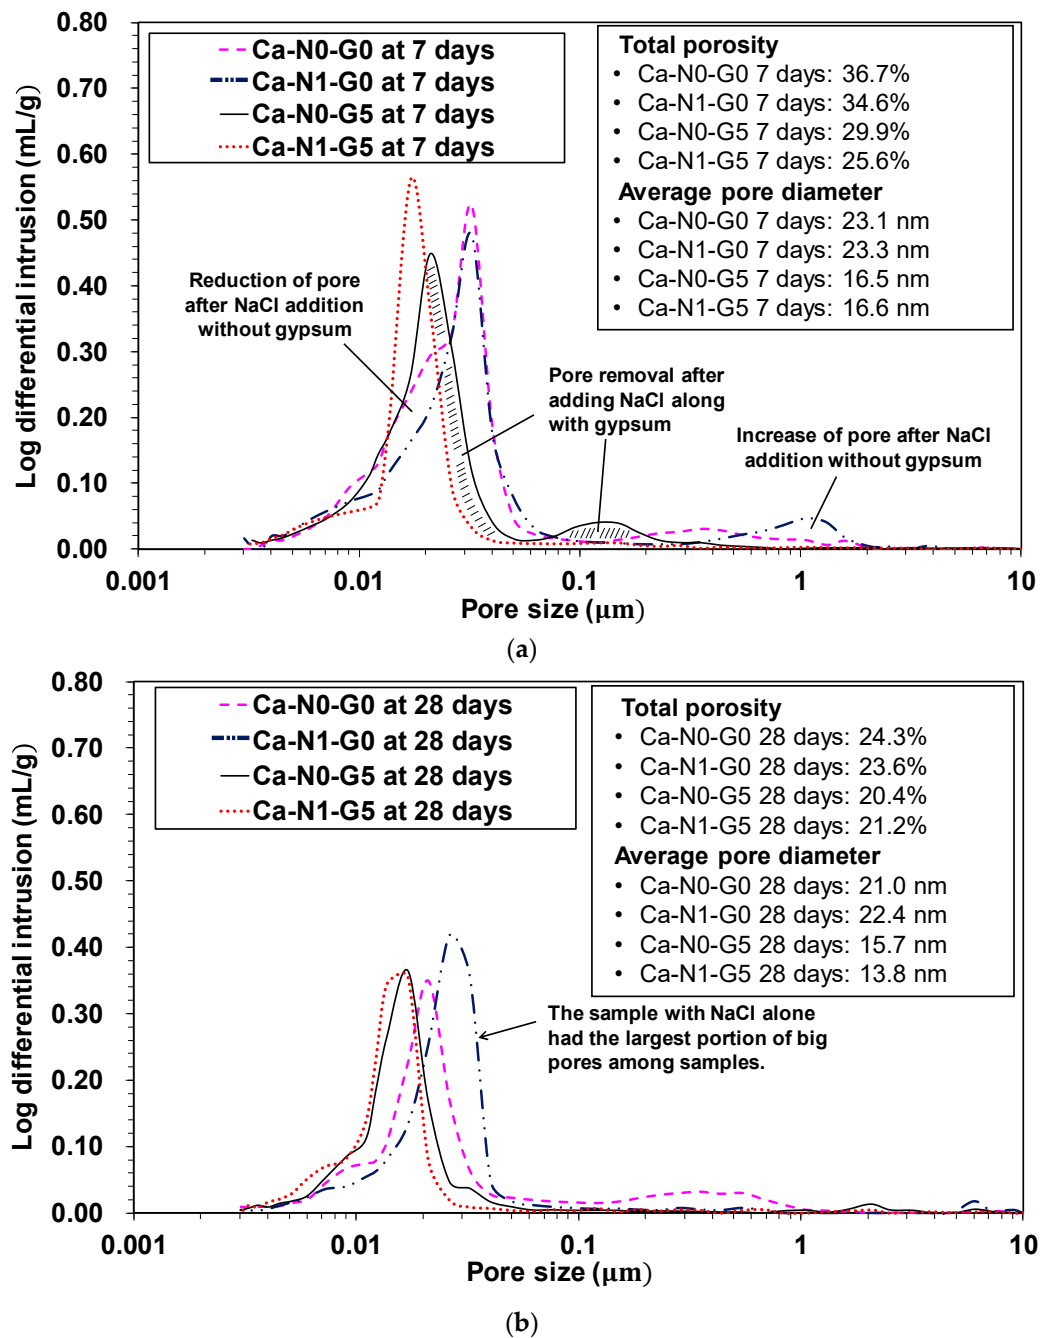 0.80
0.70
0.60
0.50
0.40
0.30
0.20
0.10
0.00
Log differential intrusion (mL/g)
Ca-N0-G0 at 7 days
Ca-N1-G0 at 7 days
Ca-N0-G5 at 7 days
Ca-N1-G5 at 7 days
Total porosity
• Ca-N0-G0 7 days: 36.7%
• Ca-N1-G0 7 days: 34.6%
• Ca-N0-G5 7 days: 29.9%
• Ca-N1-G5 7 days: 25.6%
Average pore diameter
• Ca-N0-G0 7 days: 23.1 nm
• Ca-N1-G0 7 days: 23.3 nm
• Ca-N0-G5 7 days: 16.5 nm
• Ca-N1-G5 7 days: 16.6 nm
Reduction of pore
after NaCl addition
without gypsum
Pore removal after
adding NaCl along
with gypsum
Increase of pore after NaCl
addition without gypsum
0.001
0.01
0.1
1
10
Pore size (µm)
(a)
0.80
0.70
0.60
0.50
0.40
0.30
0.20
0.10
0.00
Log differential intrusion (mL/g)
Ca-N0-G0 at 28 days
Ca-N1-G0 at 28 days
Ca-N0-G5 at 28 days
Ca-N1-G5 at 28 days
Total porosity
• Ca-N0-G0 28 days: 24.3%
• Ca-N1-G0 28 days: 23.6%
• Ca-N0-G5 28 days: 20.4%
• Ca-N1-G5 28 days: 21.2%
Average pore diameter
• Ca-N0-G0 28 days: 21.0 nm
• Ca-N1-G0 28 days: 22.4 nm
• Ca-N0-G5 28 days: 15.7 nm
• Ca-N1-G5 28 days: 13.8 nm
The sample with NaCl alone
had the largest portion of big
pores among samples.
0.001
0.01
0.1
1
10
Pore size (µm)
(b)